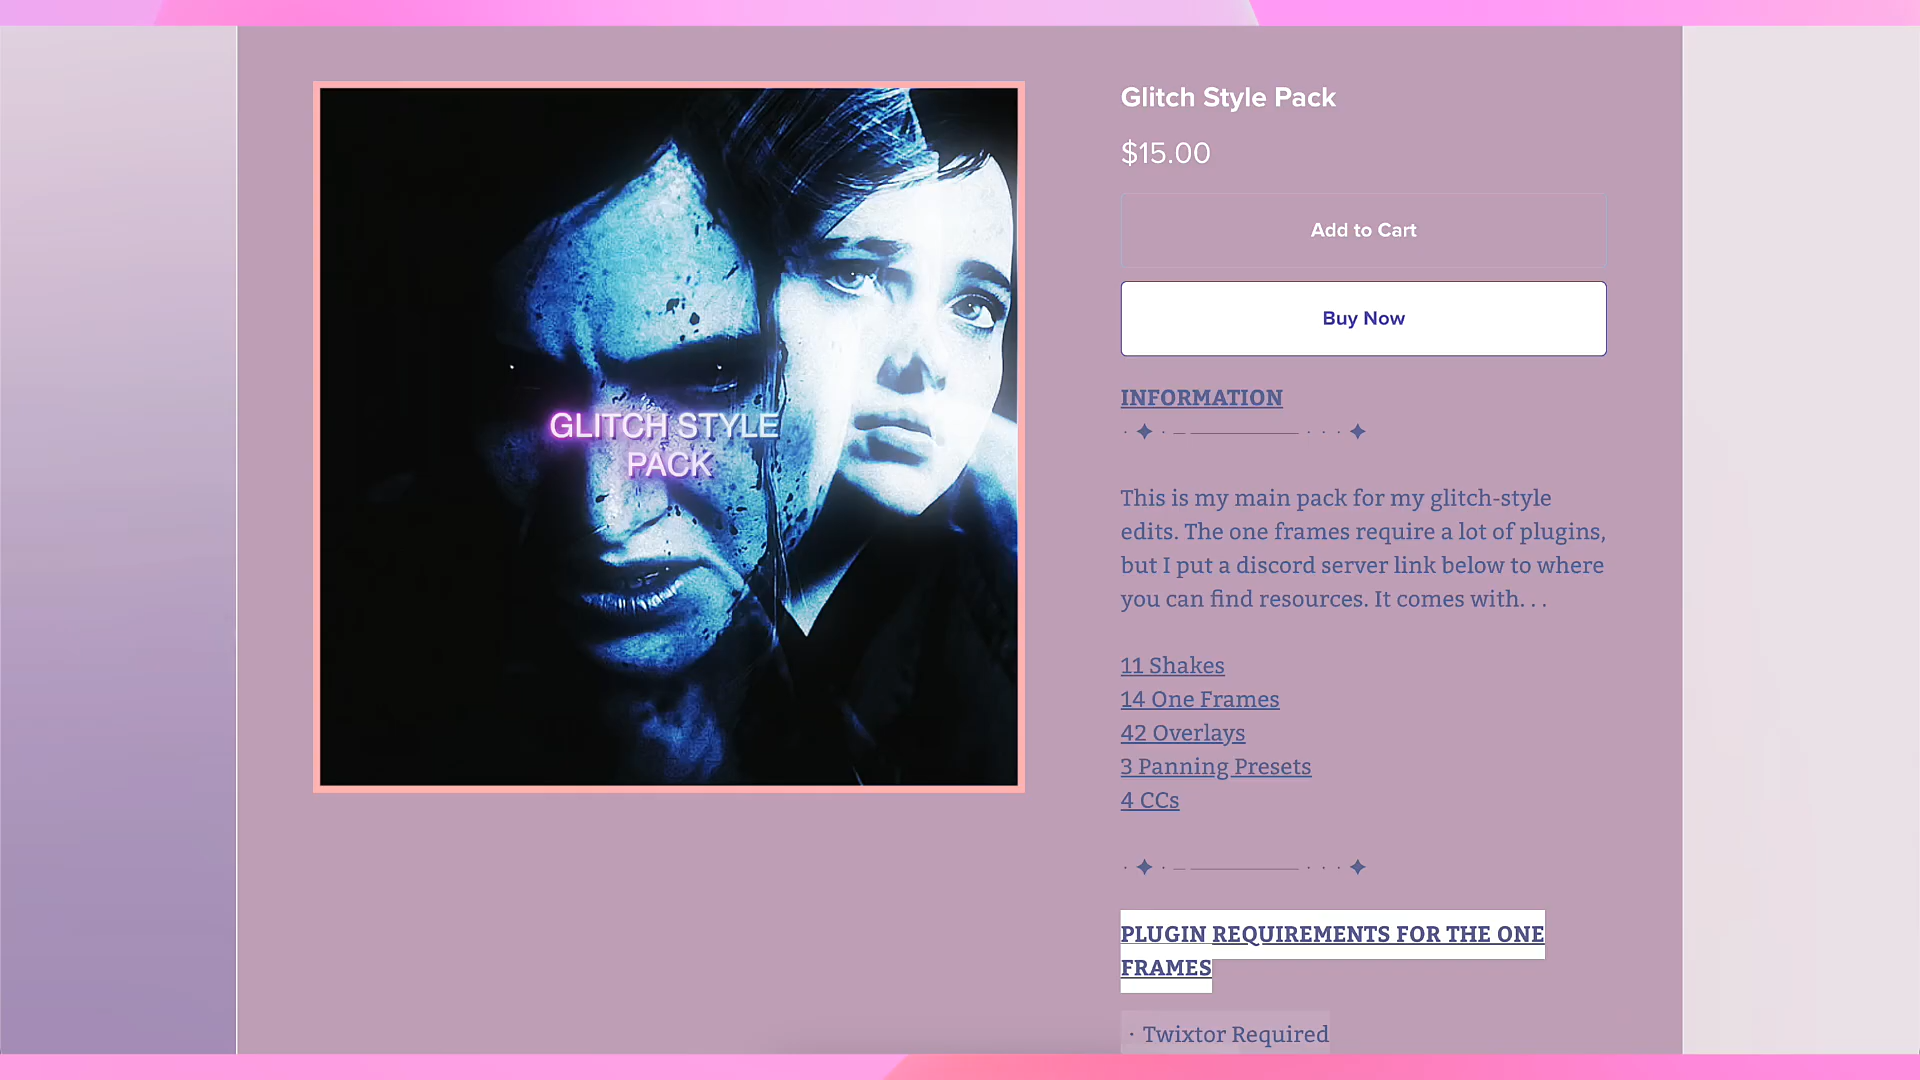 GLITCH STYLE
PACK
Glitch Style Pack
$15.00
Add to Cart
Buy Now
INFORMATION
This is my main pack for my glitch-style
edits. The one frames require a lot of plugins,
but I put a discord server link below to where
you can find resources. It comes with. . .
11 Shakes
14 One Frames
42 Overlays
3 Panning Presets
4 CCs
PLUGIN REQUIREMENTS FOR THE ONE
FRAMES
· Twixtor Required